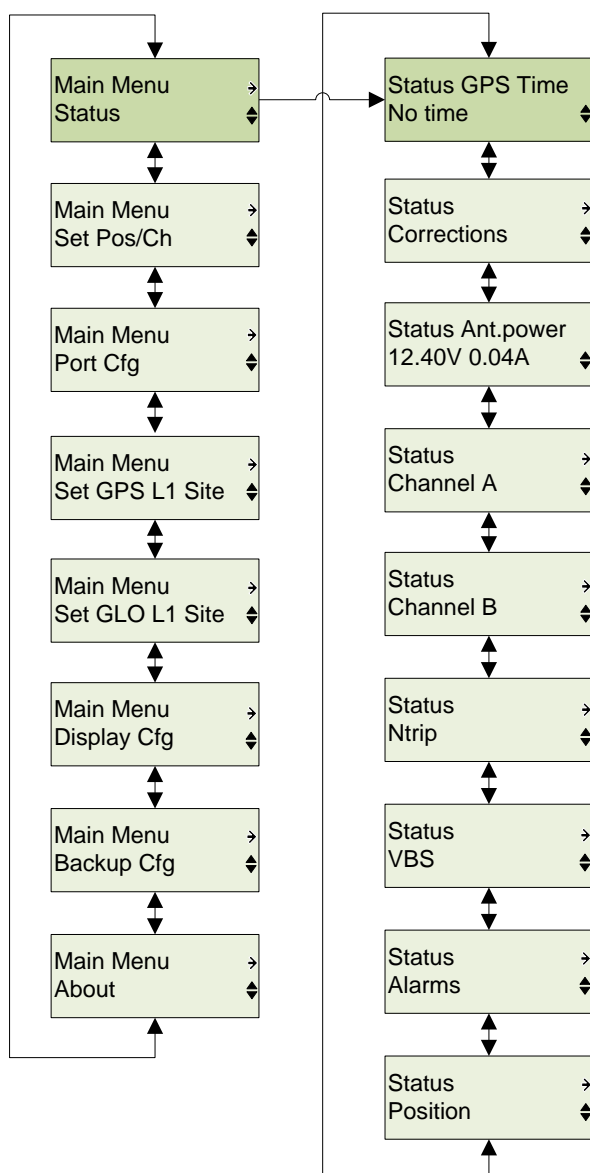 Main Menu
Status
Main Menu
Set Pos/Ch
Main Menu
Port Cfg
Main Menu
Set GPS L1 Site
Main Menu
Set GLO L1 Site
Main Menu
Display Cfg
Main Menu
Backup Cfg
Main Menu
About
Status GPS Time
No time
Status
Corrections
Status Ant.power
12.40V 0.04A
Status
Channel A
Status
Channel B
Status
Ntrip
Status
VBS
Status
Alarms
Status
Position